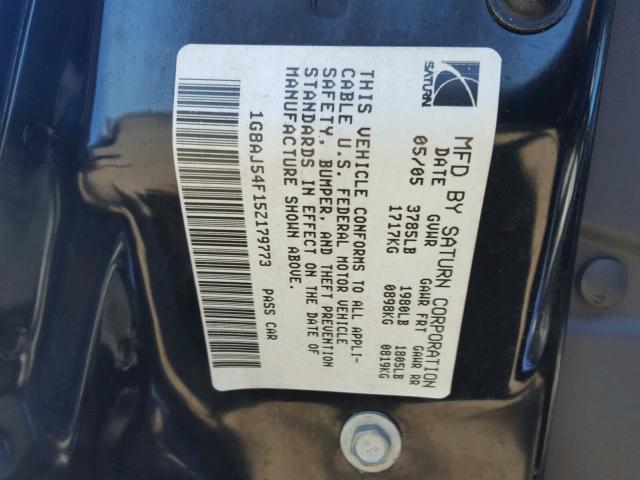 SATURN
MFD BY SATURN CORPORATION
DATE GVWR GAWR FRT GAWR RR
05/05 3785LB 1980LB 1805LB
1717KG 0898KG 0819KG
THIS VEHICLE CONFORMS TO ALL APPLI-
CABLE U.S. FEDERAL MOTOR VEHICLE
SAFETY, BUMPER, AND THEFT PREVENTION
STANDARDS IN EFFECT ON THE DATE OF
MANUFACTURE SHOWN ABOVE.
1G8AJ54F15Z179773 PASS CAR